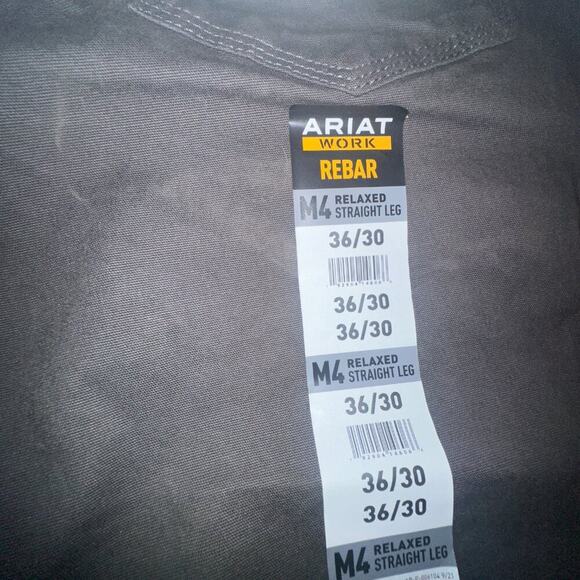 ARIAT
WORK
REBAR
M4 RELAXED
STRAIGHT LEG
36/30
36/30
36/30
M4 RELAXED
STRAIGHT LEG
36/30
36/30
36/30
M4 RELAXED
STRAIGHT LEG